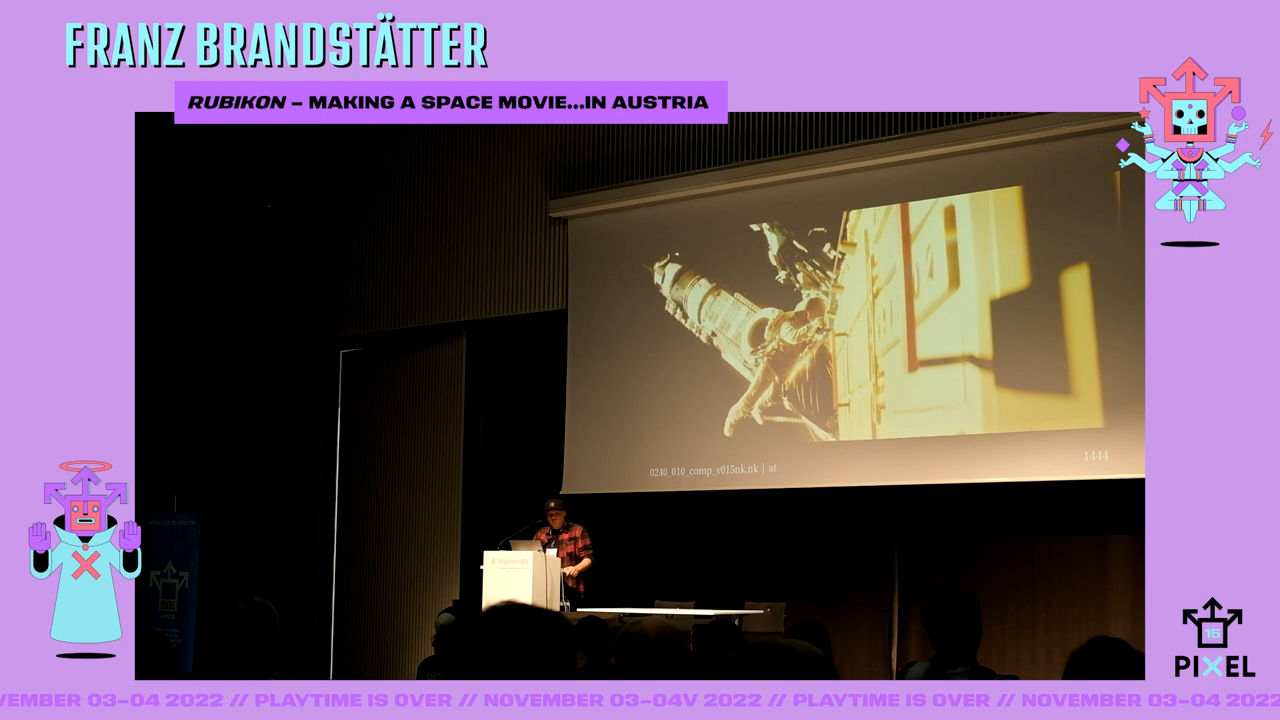 FRANZ BRANDSTÄTTER
RUBIKON – MAKING A SPACE MOVIE...IN AUSTRIA
0240_010_comp_v015nk.nk | at
1444
15
PIXEL
VEMBER 03–04 2022 // PLAYTIME IS OVER // NOVEMBER 03–04V 2022 // PLAYTIME IS OVER // NOVEMBER 03–04 2022